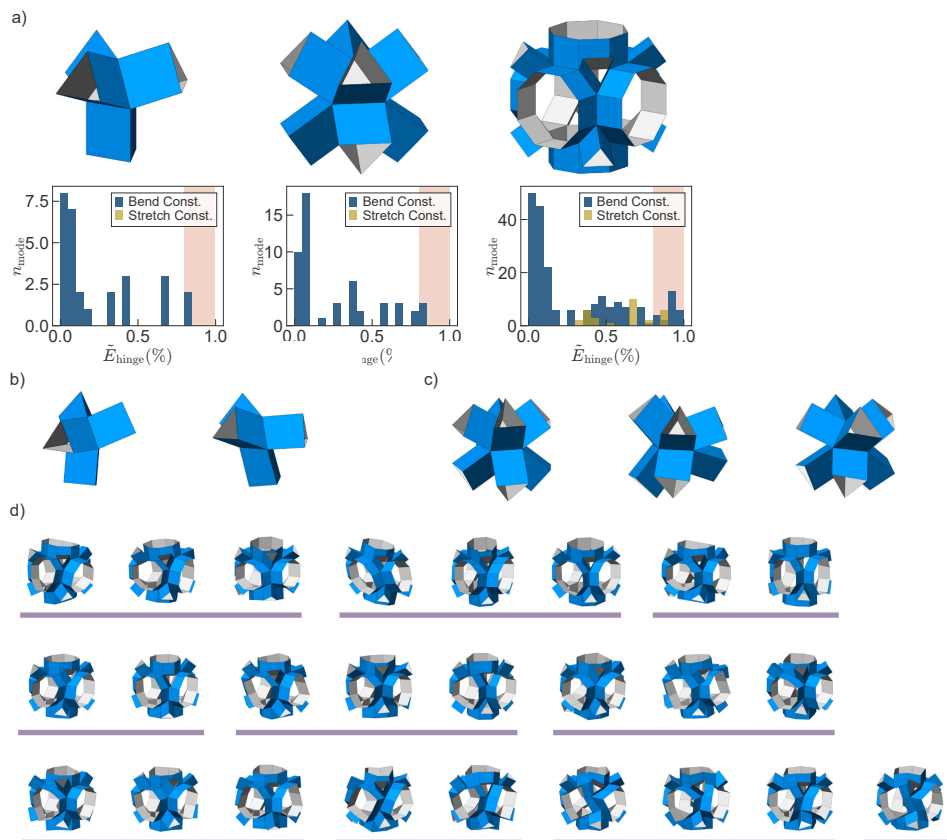 a)
7.5
5.0
2.5
0.0
n_mode
Bend Const.
Stretch Const.
0.0 0.5 1.0
Ẽ_hinge(%)
15
10
5
0
n_mode
Bend Const.
Stretch Const.
0.0 0.5 1.0
40
20
0
n_mode
Bend Const.
Stretch Const.
0.0 0.5 1.0
Ẽ_hinge(%)
b)
c)
d)